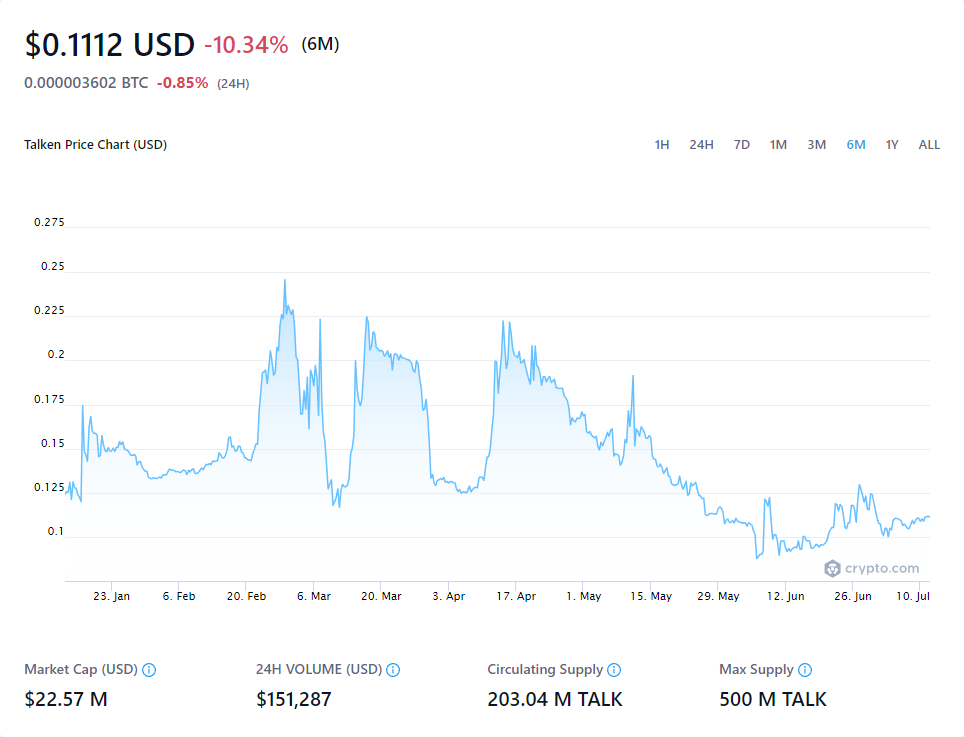 $0.1112 USD -10.34% (6M)
0.000003602 BTC -0.85% (24H)
Talken Price Chart (USD) 1H 24H 7D 1M 3M 6M 1Y ALL
0.275
0.25
0.225
0.2
0.175
0.15
0.125
0.1
crypto.com
23. Jan 6. Feb 20. Feb 6. Mar 20. Mar 3. Apr 17. Apr 1. May 15. May 29. May 12. Jun 26. Jun 10. Jul
Market Cap (USD) 24H VOLUME (USD) Circulating Supply Max Supply
$22.57 M $151,287 203.04 M TALK 500 M TALK